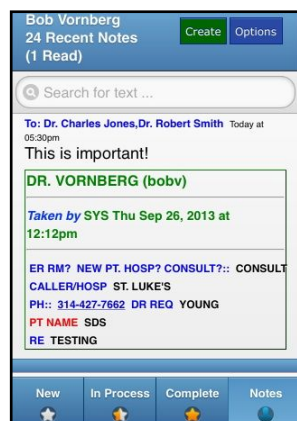 Bob Vornberg
24 Recent Notes
(1 Read)
Create
Options
Search for text ...
To: Dr. Charles Jones,Dr. Robert Smith Today at
05:30pm
This is important!
DR. VORNBERG (bobv)
Taken by SYS Thu Sep 26, 2013 at
12:12pm
ER RM? NEW PT. HOSP? CONSULT?:: CONSULT
CALLER/HOSP ST. LUKE'S
PH:: 314-427-7662 DR REQ YOUNG
PT NAME SDS
RE TESTING
New
In Process
Complete
Notes